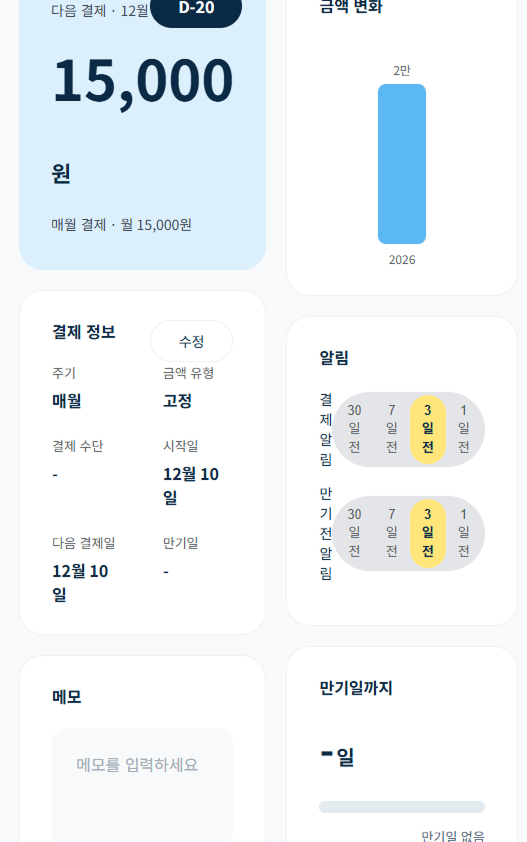 다음 결제 · 12월
D-20
15,000
원
매월 결제 · 월 15,000원
결제 정보
수정
주기
금액 유형
매월
고정
결제 수단
시작일
-
12월 10
일
다음 결제일
만기일
12월 10
일
-
메모
메모를 입력하세요
금액 변화
2만
2026
알림
결
제
알
림
30
일
전
7
일
전
3
일
전
1
일
전
만
기
전
알
림
30
일
전
7
일
전
3
일
전
1
일
전
만기일까지
-일
만기일 없음